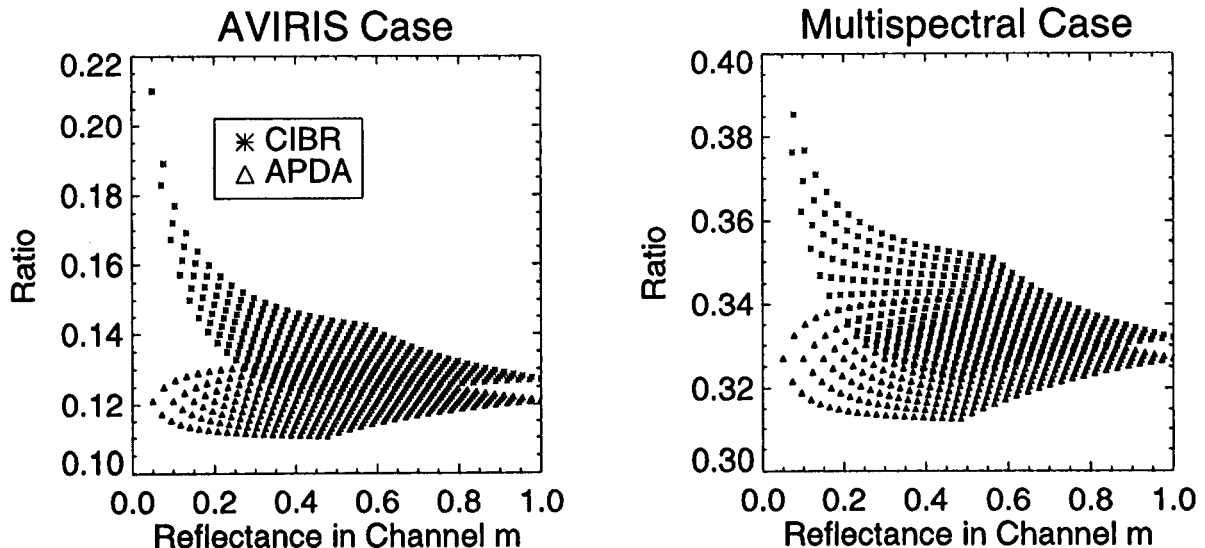 AVIRIS Case
0.22
0.20
0.18
0.16
0.14
0.12
0.10
Ratio
CIBR
APDA
0.0 0.2 0.4 0.6 0.8 1.0
Reflectance in Channel m
Multispectral Case
0.40
0.38
0.36
0.34
0.32
0.30
Ratio
0.0 0.2 0.4 0.6 0.8 1.0
Reflectance in Channel m